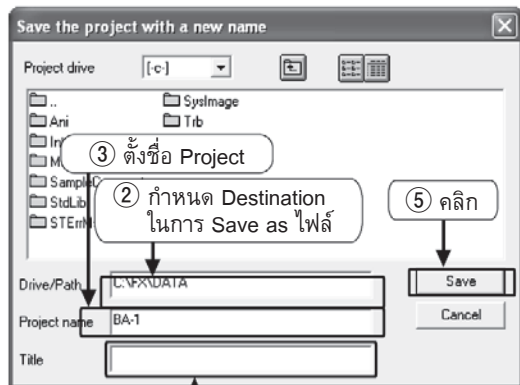 Save the project with a new name
Project drive [-c-]
.. SysImage
Ani Trb
③ ตั้งชื่อ Project
② กำหนด Destination
ในการ Save as ไฟล์
StdLib
⑤ คลิก
Drive/Path C:\FX\DATA
Save
Project name BA-1
Cancel
Title